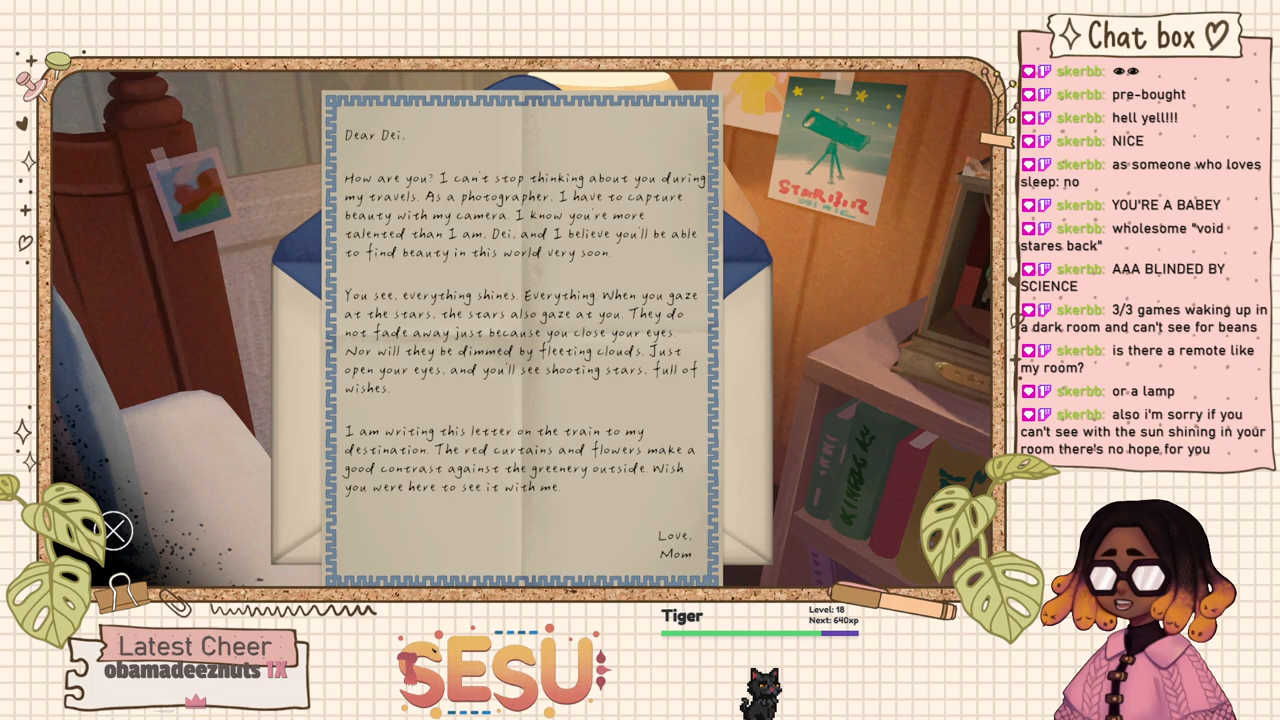 Chat box
skerbb:
skerbb: pre-bought
skerbb: hell yell!!!
skerbb: NICE
skerbb: as someone who loves
sleep: no
skerbb: YOU'RE A BABEY
skerbb: wholesome "void
stares back"
skerbb: AAA BLINDED BY
SCIENCE
skerbb: 3/3 games waking up in
a dark room and can't see for beans
skerbb: is there a remote like
my room?
skerbb: or a lamp
skerbb: also i'm sorry if you
can't see with the sun shining in your
room there's no hope for you
Dear Dei,
How are you? I can't stop thinking about you during
my travels. As a photographer, I have to capture
beauty with my camera. I know you're more
talented than I am, Dei, and I believe you'll be able
to find beauty in this world very soon.
You see, everything shines. Everything. When you gaze
at the stars, the stars also gaze at you. They do
not fade away just because you close your eyes.
Nor will they be dimmed by fleeting clouds. Just
open your eyes, and you'll see shooting stars, full of
wishes.
I am writing this letter on the train to my
destination. The red curtains and flowers make a
good contrast against the greenery outside. Wish
you were here to see it with me.
Love,
Mom
Latest Cheer
obamadeeznuts 1X
SESU
Tiger
Level: 18
Next: 640xp